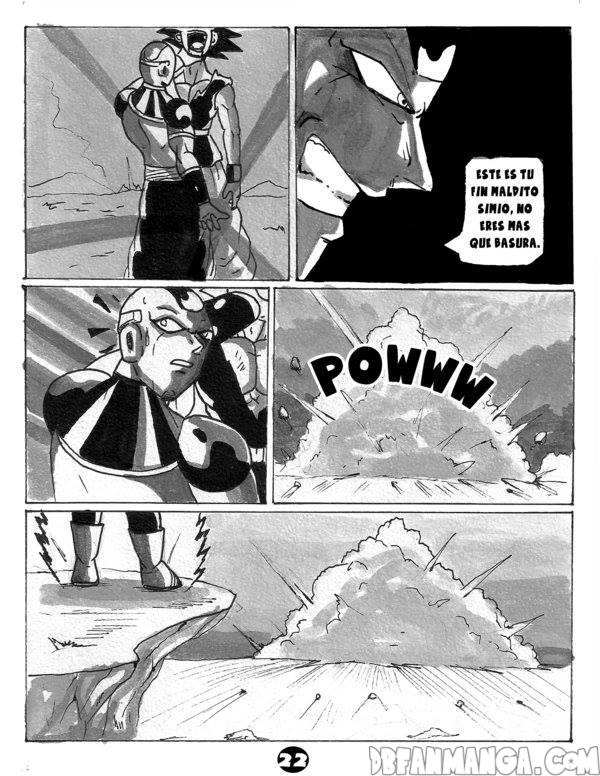 ESTE ES TU
FIN MALDITO
SIMIO, NO
ERES MAS
QUE BASURA.
POWWW
22
DBFANMANGA.COM